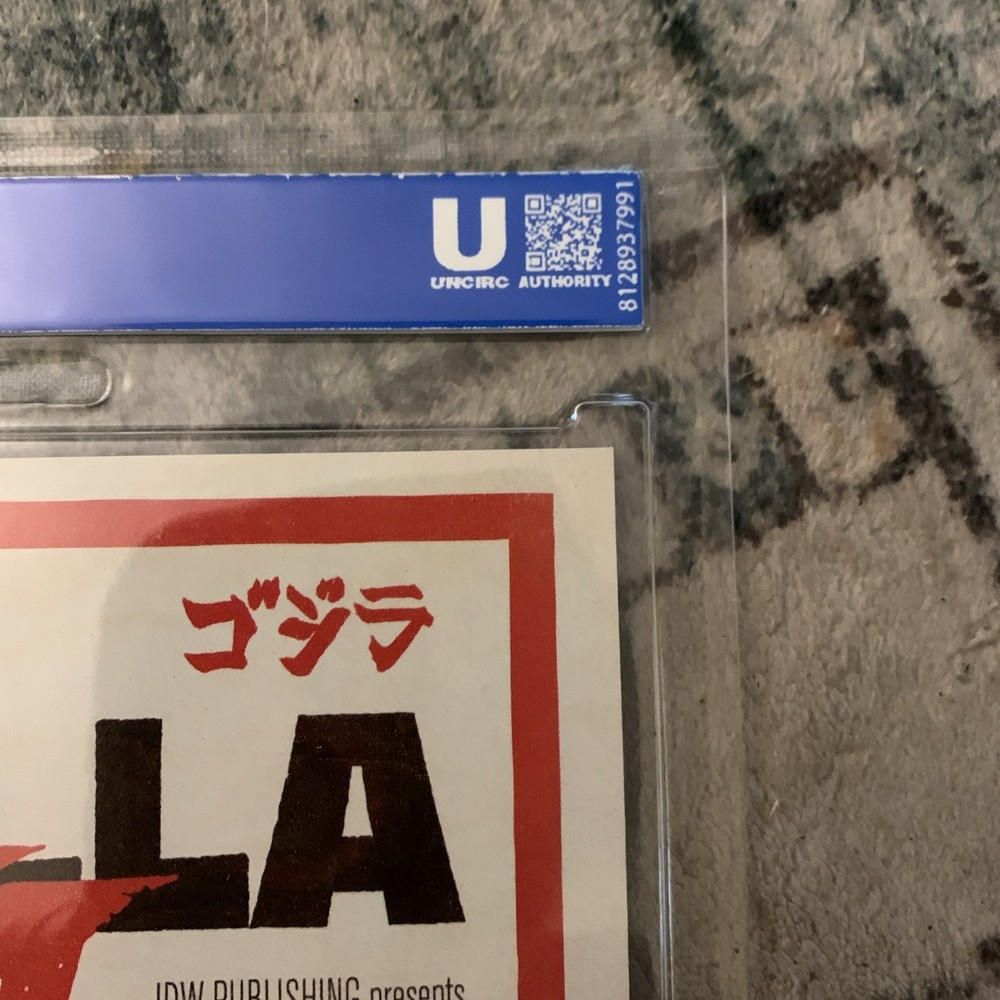 U
UNCIRC AUTHORITY
8128937991
ゴジラ
LA
IDW PUBLISHING presents